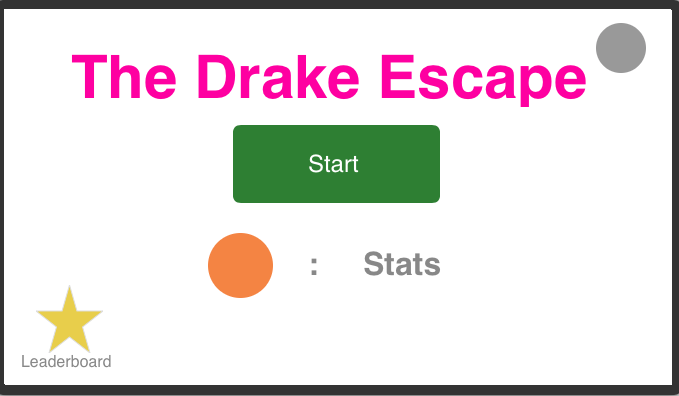 The Drake Escape
Start
: Stats
Leaderboard